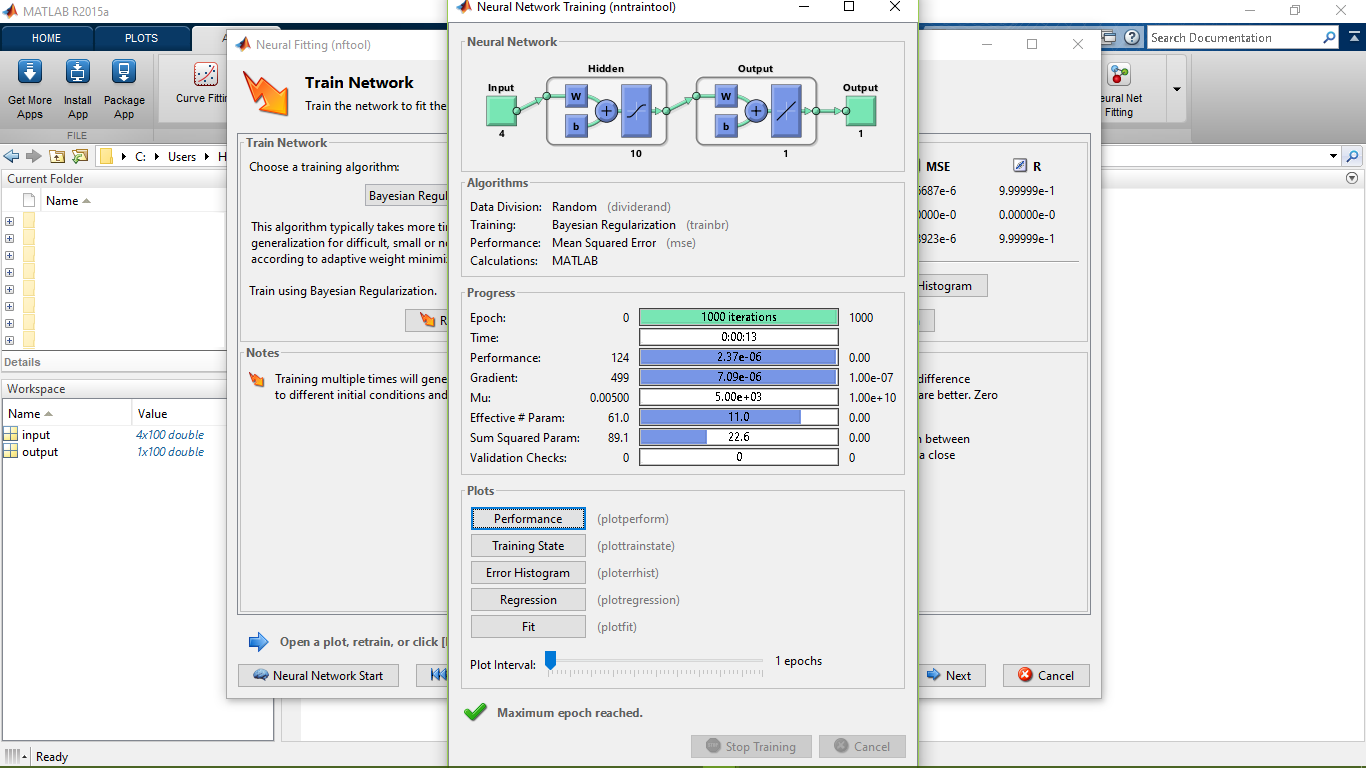 MATLAB R2015a
HOME
PLOTS
Search Documentation
Get More Apps
Install App
Package App
Curve
FILE
Neural Net Fitting
C:
Users
Current Folder
Name
Details
Workspace
Name
Value
input
4x100 double
output
1x100 double
Ready
Neural Fitting (nftool)
Train Network
Train the network to fit the
Train Network
Choose a training algorithm:
Bayesian
This algorithm typically takes more
generalization for difficult, small or
according to adaptive weight
Train using Bayesian Regularization.
Notes
Training multiple times will
to different initial conditions and
MSE
R
9.99999e-1
0.00000e-0
9.99999e-1
Histogram
difference
are better. Zero
between
a close
Open a plot, retrain, or click
Neural Network Start
Next
Cancel
Neural Network Training (nntraintool)
Neural Network
Hidden
Output
Input
Output
W
b
+
W
b
+
4
10
1
1
Algorithms
Data Division: Random (dividerand)
Training: Bayesian Regularization (trainbr)
Performance: Mean Squared Error (mse)
Calculations: MATLAB
Progress
Epoch: 0 1000 iterations 1000
Time: 0:00:13
Performance: 124 2.37e-06 0.00
Gradient: 499 7.09e-06 1.00e-07
Mu: 0.00500 5.00e+03 1.00e+10
Effective # Param: 61.0 11.0 0.00
Sum Squared Param: 89.1 22.6 0.00
Validation Checks: 0 0 0
Plots
Performance (plotperform)
Training State (plottrainstate)
Error Histogram (ploterrhist)
Regression (plotregression)
Fit (plotfit)
Plot Interval: 1 epochs
Maximum epoch reached.
Stop Training
Cancel